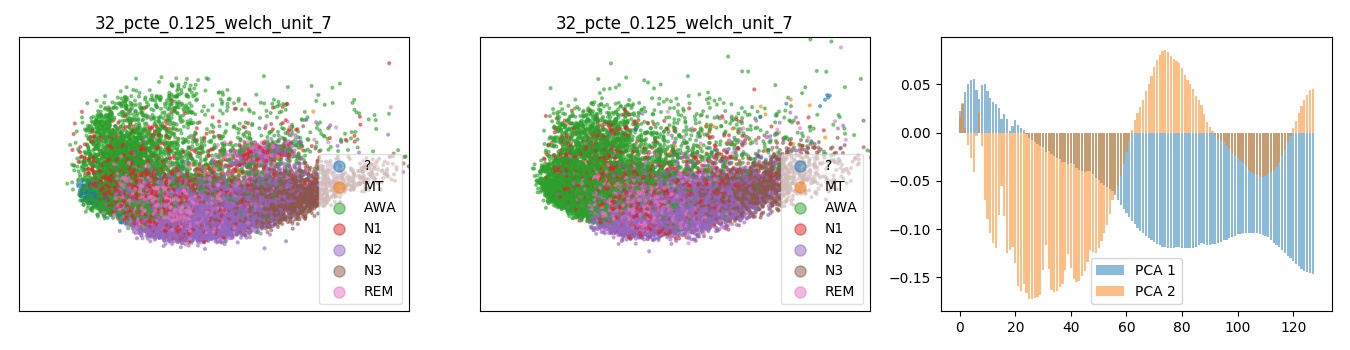 32_pcte_0.125_welch_unit_7
?
MT
AWA
N1
N2
N3
REM
32_pcte_0.125_welch_unit_7
?
MT
AWA
N1
N2
N3
REM
0.05
0.00
−0.05
−0.10
−0.15
PCA 1
PCA 2
0 20 40 60 80 100 120